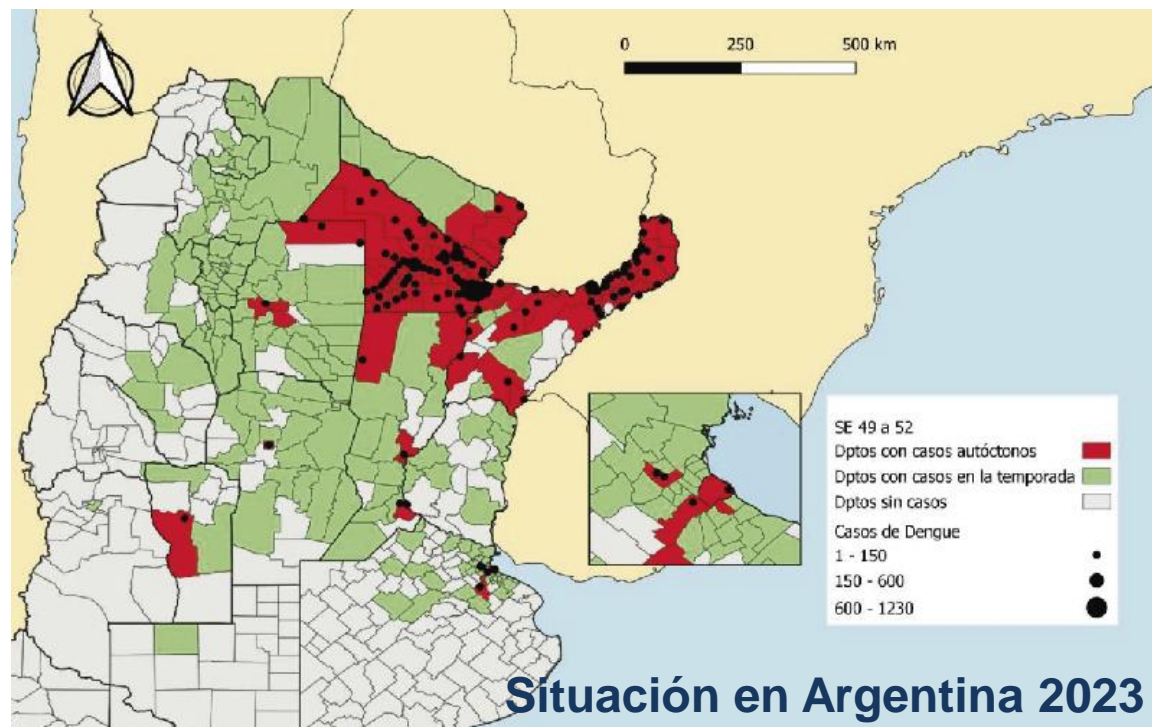 0 250 500 km
SE 49 a 52
Dptos con casos autóctonos
Dptos con casos en la temporada
Dptos sin casos
Casos de Dengue
1 - 150
150 - 600
600 - 1230
Situación en Argentina 2023